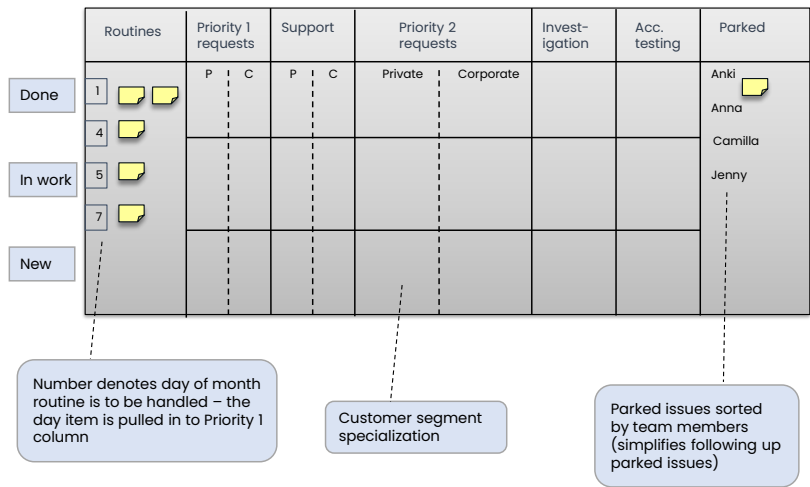 Routines
Priority 1
requests
Support
Priority 2
requests
Invest-
igation
Acc.
testing
Parked
P C P C Private Corporate
Done
In work
New
1
4
5
7
Anki
Anna
Camilla
Jenny
Number denotes day of month
routine is to be handled – the
day item is pulled in to Priority 1
column
Customer segment
specialization
Parked issues sorted
by team members
(simplifies following up
parked issues)